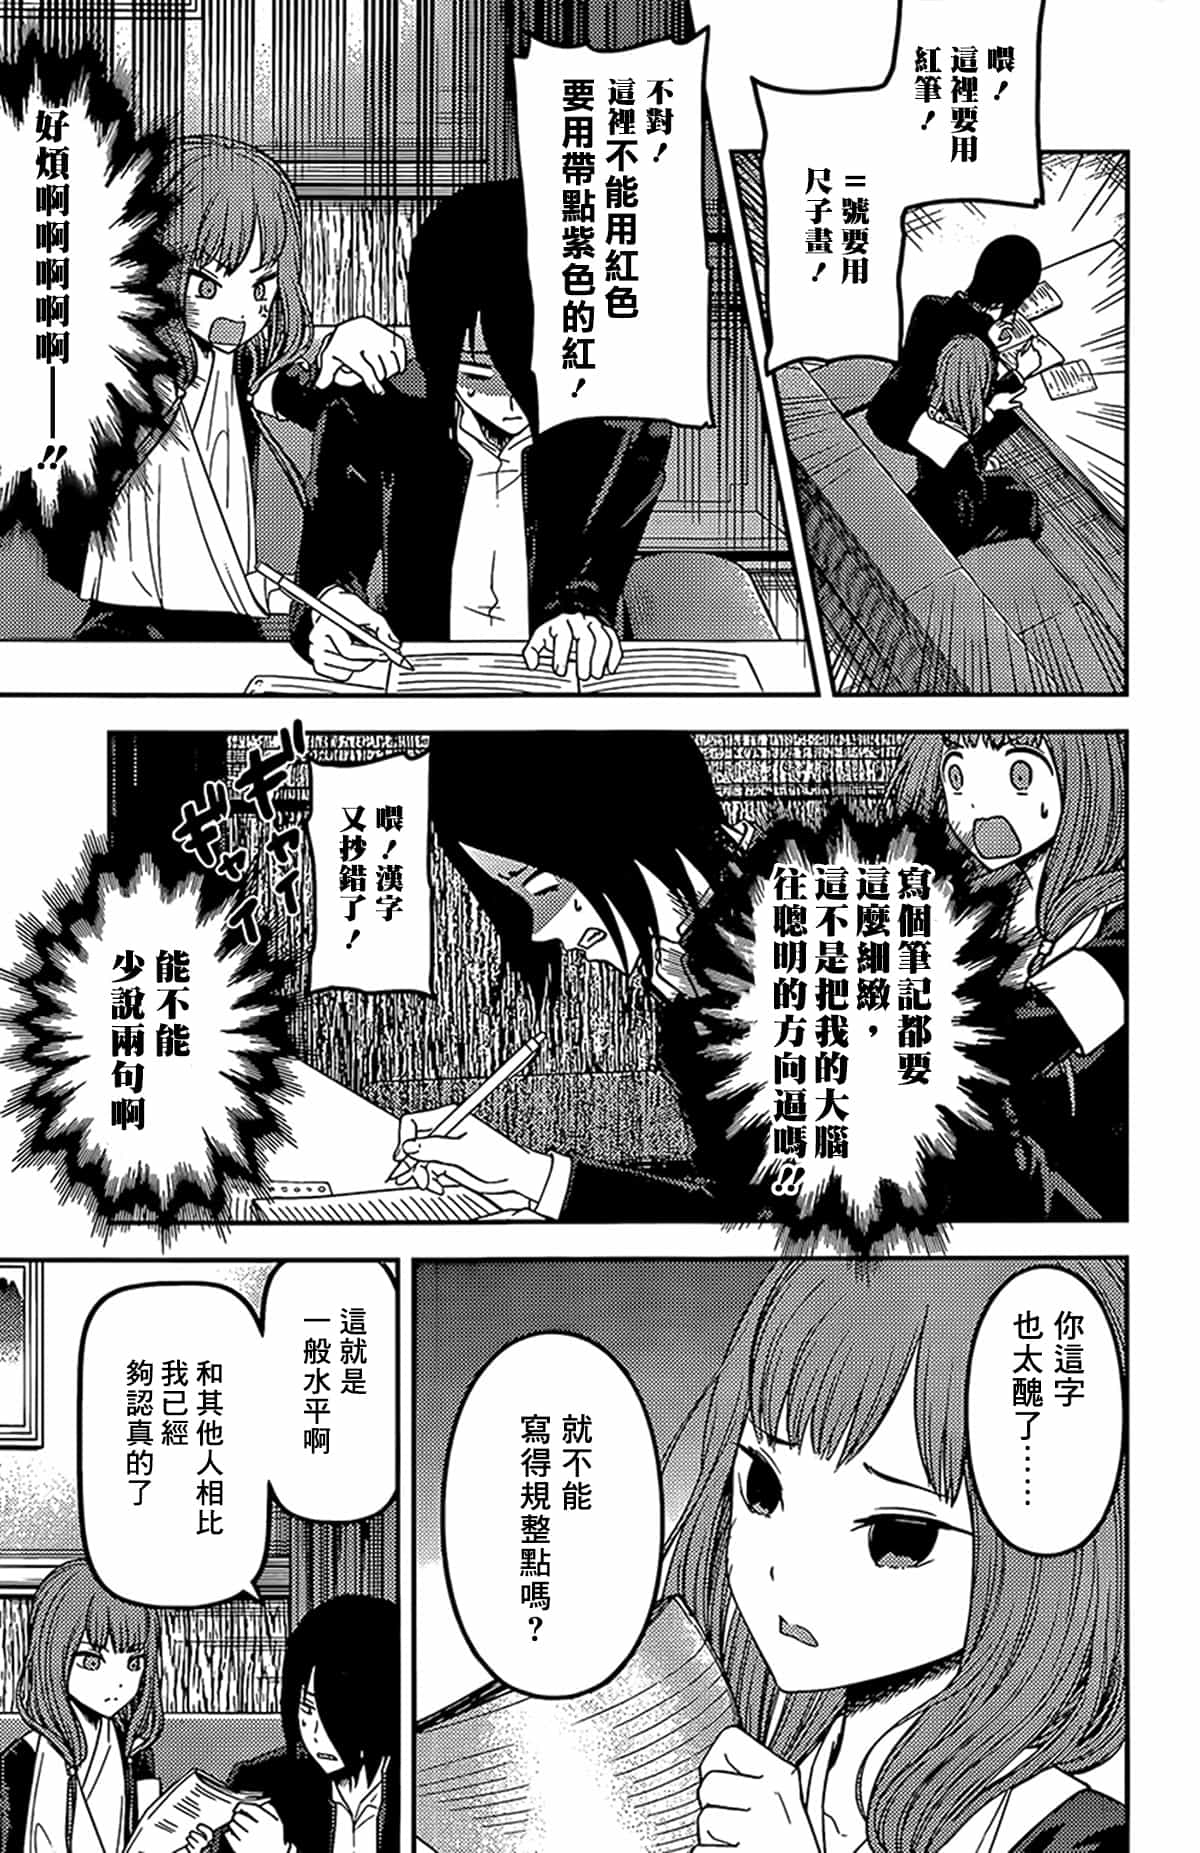 喂！
這裡要用
紅筆！
＝號要用
尺子畫！
不對！
這裡不能用紅色
要用帶點紫色的紅！
好煩啊啊啊啊啊——!!
寫個筆記都要
這麼細緻，
這不是把我的大腦
往聰明的方向逼嗎!!
喂！漢字
又抄錯了！
ギャイ
ギャイ
能不能
少說兩句啊
你這字
也太醜了……
就不能
寫得規整點嗎？
這就是
一般水平啊
和其他人相比
我已經
夠認真的了